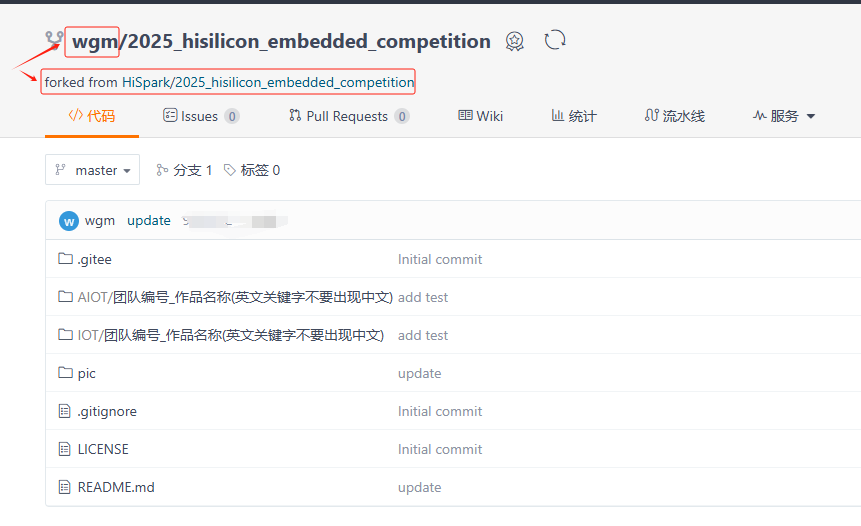 wgm/2025_hisilicon_embedded_competition
forked from HiSpark/2025_hisilicon_embedded_competition
代码 Issues 0 Pull Requests 0 Wiki 统计 流水线 服务
master 分支 1 标签 0
w wgm update
.gitee Initial commit
AIOT/团队编号_作品名称(英文关键字不要出现中文) add test
IOT/团队编号_作品名称(英文关键字不要出现中文) add test
pic update
.gitignore Initial commit
LICENSE Initial commit
README.md update